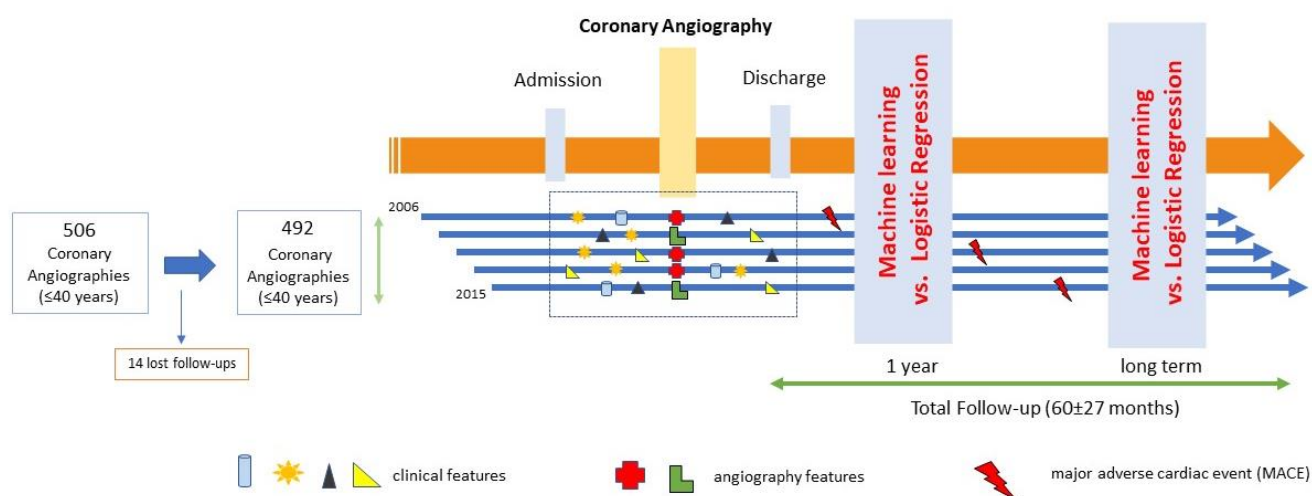 Coronary Angiography
Admission
Discharge
Machine learning
vs. Logistic Regression
Machine learning
vs. Logistic Regression
506
Coronary
Angiographies
(≤40 years)
492
Coronary
Angiographies
(≤40 years)
14 lost follow-ups
2006
2015
1 year
long term
Total Follow-up (60±27 months)
clinical features
angiography features
major adverse cardiac event (MACE)